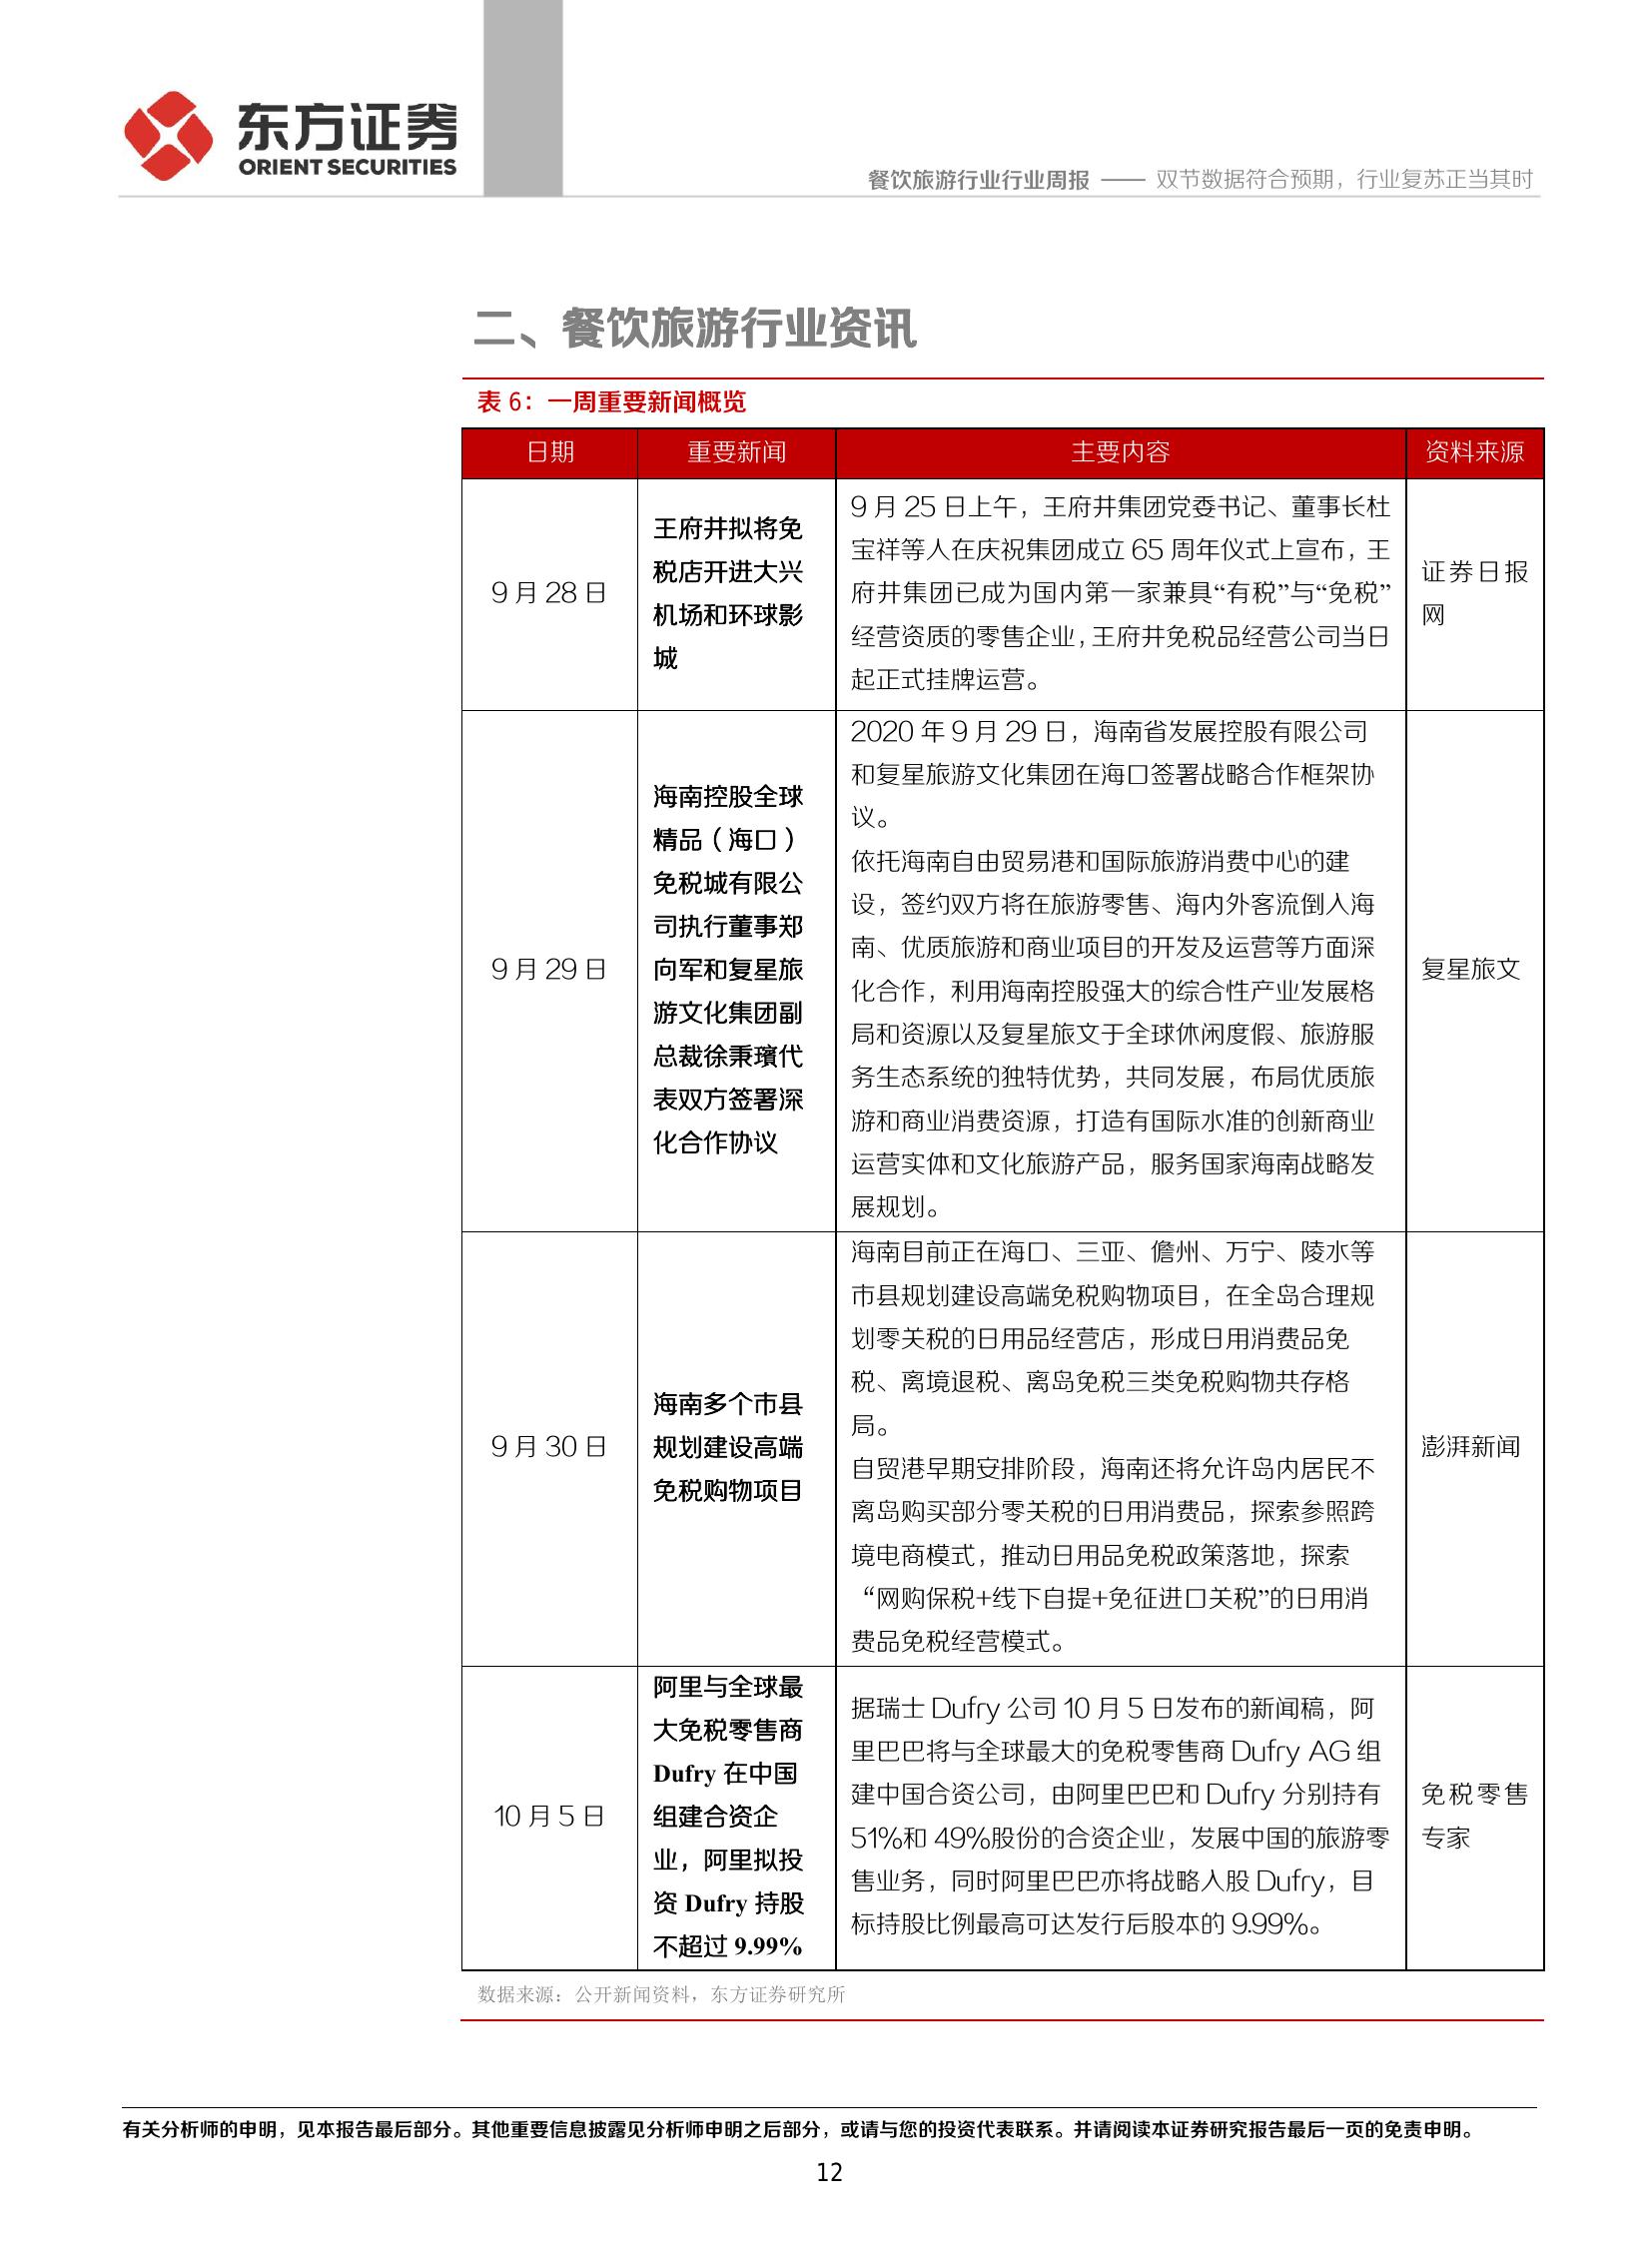 东方证券
ORIENT SECURITIES
餐饮旅游行业行业周报 —— 双节数据符合预期，行业复苏正当其时
二、餐饮旅游行业资讯
表 6：一周重要新闻概览
日期 重要新闻 主要内容 资料来源
9 月 28 日
王府井拟将免
税店开进大兴
机场和环球影
城
9 月 25 日上午，王府井集团党委书记、董事长杜
宝祥等人在庆祝集团成立 65 周年仪式上宣布，王
府井集团已成为国内第一家兼具“有税”与“免税”
经营资质的零售企业，王府井免税品经营公司当日
起正式挂牌运营。
证券日报
网
9 月 29 日
海南控股全球
精品（海口）
免税城有限公
司执行董事郑
向军和复星旅
游文化集团副
总裁徐秉璸代
表双方签署深
化合作协议
2020 年 9 月 29 日，海南省发展控股有限公司
和复星旅游文化集团在海口签署战略合作框架协
议。
依托海南自由贸易港和国际旅游消费中心的建
设，签约双方将在旅游零售、海内外客流倒入海
南、优质旅游和商业项目的开发及运营等方面深
化合作，利用海南控股强大的综合性产业发展格
局和资源以及复星旅文于全球休闲度假、旅游服
务生态系统的独特优势，共同发展，布局优质旅
游和商业消费资源，打造有国际水准的创新商业
运营实体和文化旅游产品，服务国家海南战略发
展规划。
复星旅文
9 月 30 日
海南多个市县
规划建设高端
免税购物项目
海南目前正在海口、三亚、儋州、万宁、陵水等
市县规划建设高端免税购物项目，在全岛合理规
划零关税的日用品经营店，形成日用消费品免
税、离境退税、离岛免税三类免税购物共存格
局。
自贸港早期安排阶段，海南还将允许岛内居民不
离岛购买部分零关税的日用消费品，探索参照跨
境电商模式，推动日用品免税政策落地，探索
“网购保税+线下自提+免征进口关税”的日用消
费品免税经营模式。
澎湃新闻
10 月 5 日
阿里与全球最
大免税零售商
Dufry 在中国
组建合资企
业，阿里拟投
资 Dufry 持股
不超过 9.99%
据瑞士 Dufry 公司 10 月 5 日发布的新闻稿，阿
里巴巴将与全球最大的免税零售商 Dufry AG 组
建中国合资公司，由阿里巴巴和 Dufry 分别持有
51%和 49%股份的合资企业，发展中国的旅游零
售业务，同时阿里巴巴亦将战略入股 Dufry，目
标持股比例最高可达发行后股本的 9.99%。
免税零售
专家
数据来源：公开新闻资料，东方证券研究所
有关分析师的申明，见本报告最后部分。其他重要信息披露见分析师申明之后部分，或请与您的投资代表联系。并请阅读本证券研究报告最后一页的免责申明。
12